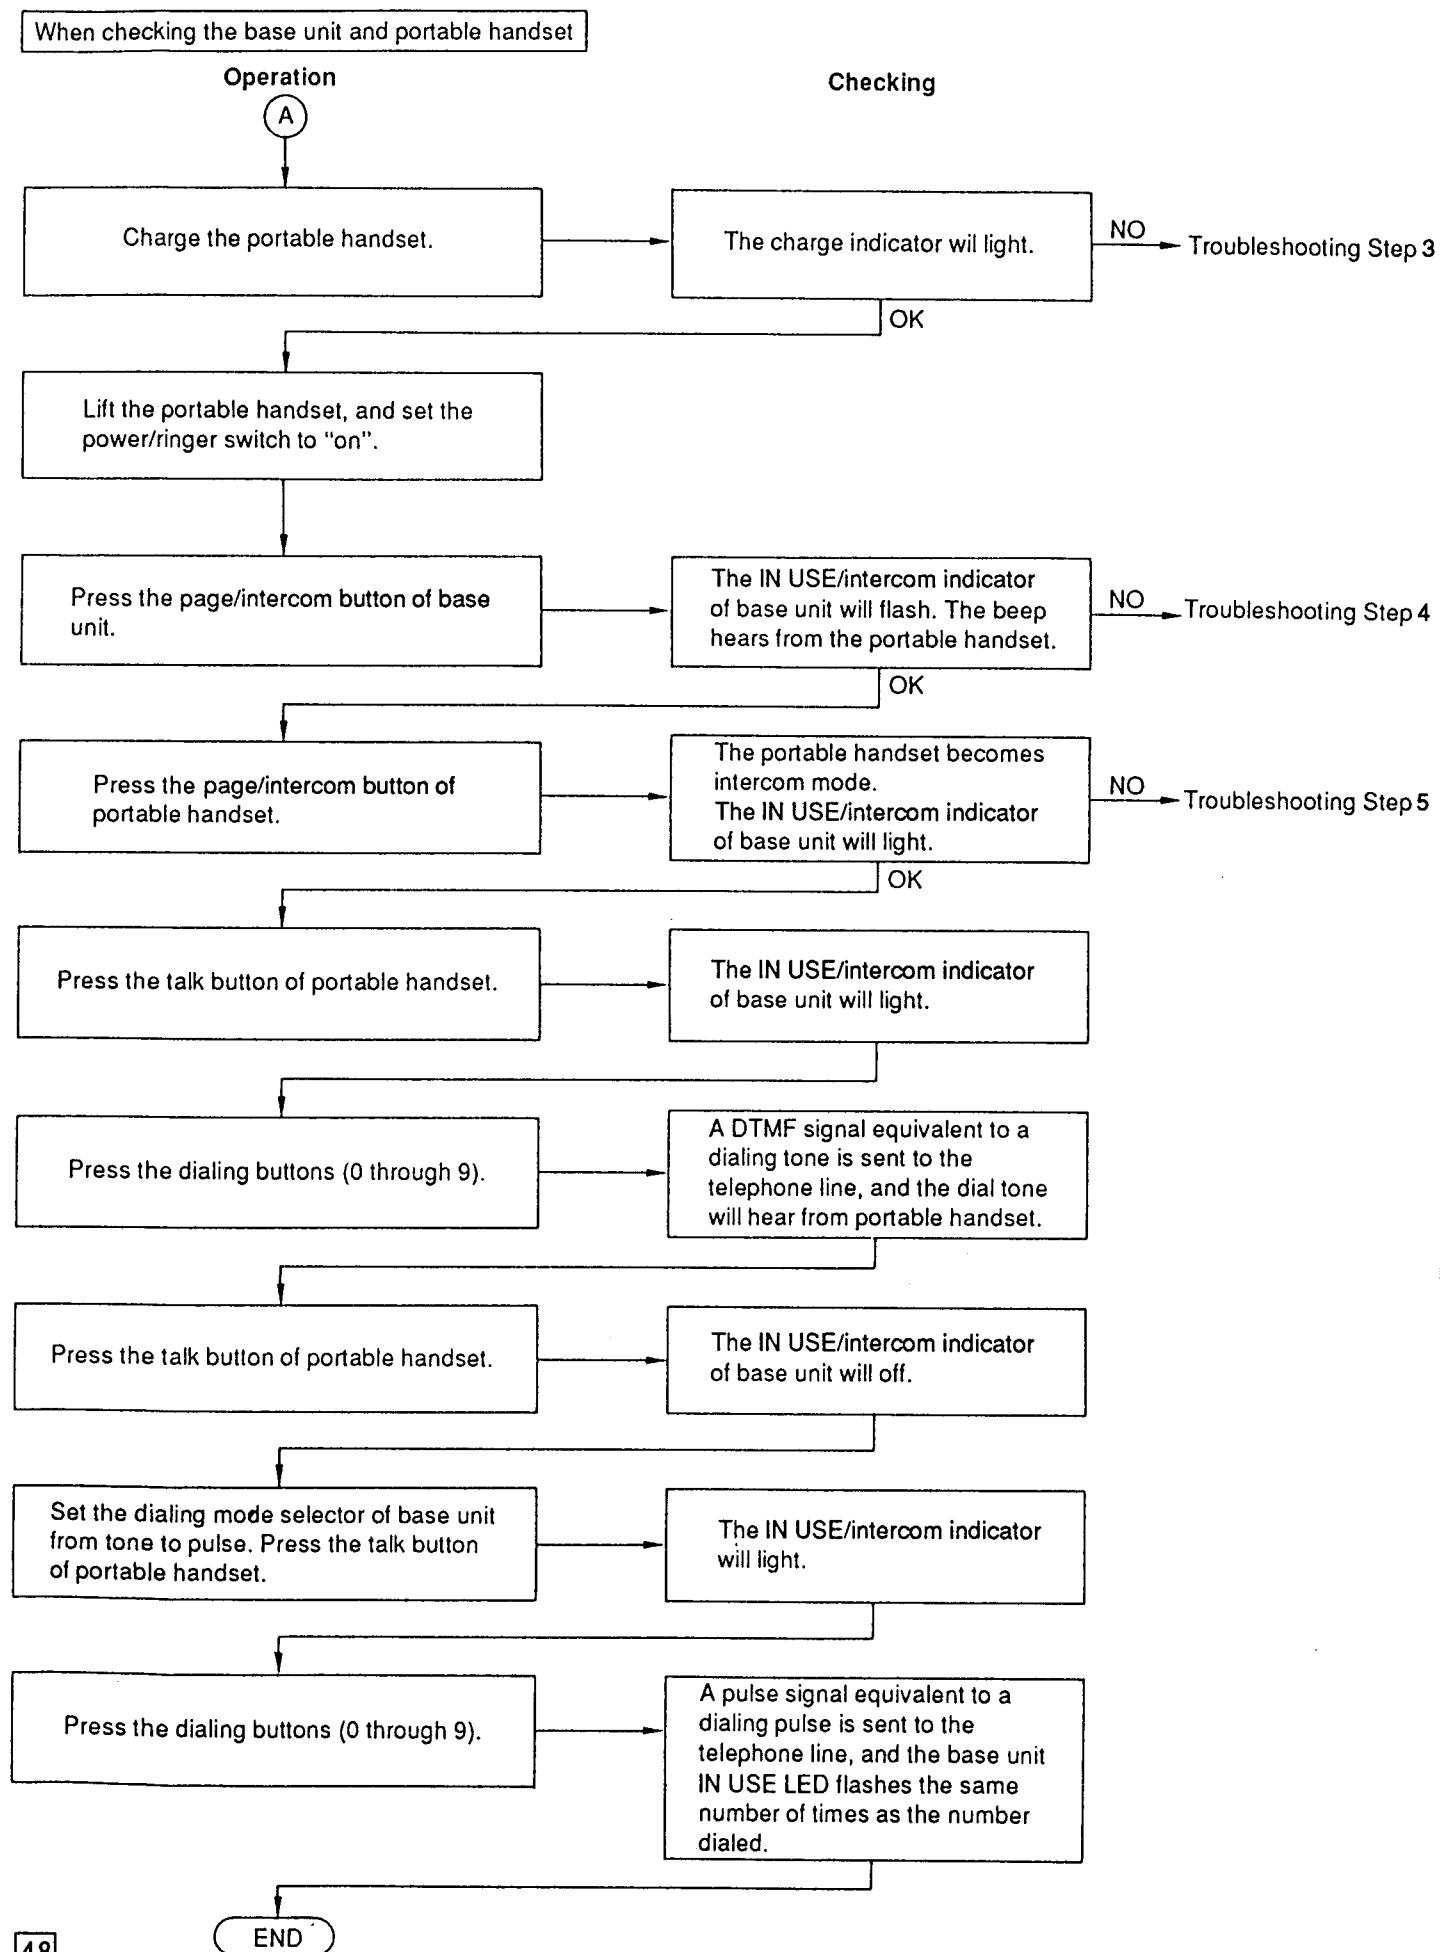 When checking the base unit and portable handset
Operation
Checking
A
Charge the portable handset.
The charge indicator wil light.
NO
Troubleshooting Step 3
OK
Lift the portable handset, and set the
power/ringer switch to "on".
Press the page/intercom button of base
unit.
The IN USE/intercom indicator
of base unit will flash. The beep
hears from the portable handset.
NO
Troubleshooting Step 4
OK
Press the page/intercom button of
portable handset.
The portable handset becomes
intercom mode.
The IN USE/intercom indicator
of base unit will light.
NO
Troubleshooting Step 5
OK
Press the talk button of portable handset.
The IN USE/intercom indicator
of base unit will light.
Press the dialing buttons (0 through 9).
A DTMF signal equivalent to a
dialing tone is sent to the
telephone line, and the dial tone
will hear from portable handset.
Press the talk button of portable handset.
The IN USE/intercom indicator
of base unit will off.
Set the dialing mode selector of base unit
from tone to pulse. Press the talk button
of portable handset.
The IN USE/intercom indicator
will light.
Press the dialing buttons (0 through 9).
A pulse signal equivalent to a
dialing pulse is sent to the
telephone line, and the base unit
IN USE LED flashes the same
number of times as the number
dialed.
END
48